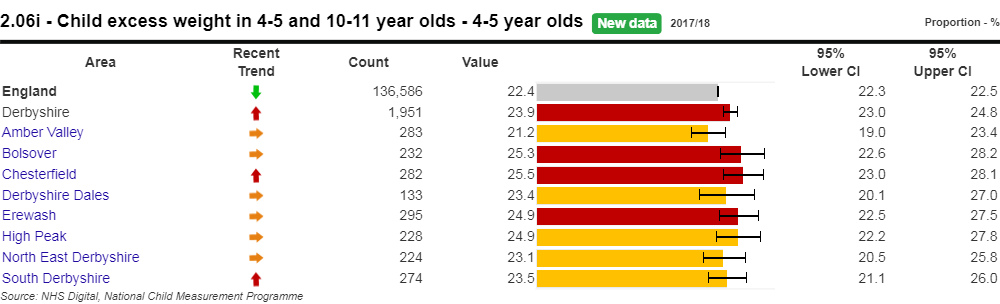 2.06i - Child excess weight in 4-5 and 10-11 year olds - 4-5 year olds New data 2017/18 Proportion - %
Area Recent Trend Count Value 95% Lower CI 95% Upper CI
England 136,586 22.4 22.3 22.5
Derbyshire 1,951 23.9 23.0 24.8
Amber Valley 283 21.2 19.0 23.4
Bolsover 232 25.3 22.6 28.2
Chesterfield 282 25.5 23.0 28.1
Derbyshire Dales 133 23.4 20.1 27.0
Erewash 295 24.9 22.5 27.5
High Peak 228 24.9 22.2 27.8
North East Derbyshire 224 23.1 20.5 25.8
South Derbyshire 274 23.5 21.1 26.0
Source: NHS Digital, National Child Measurement Programme